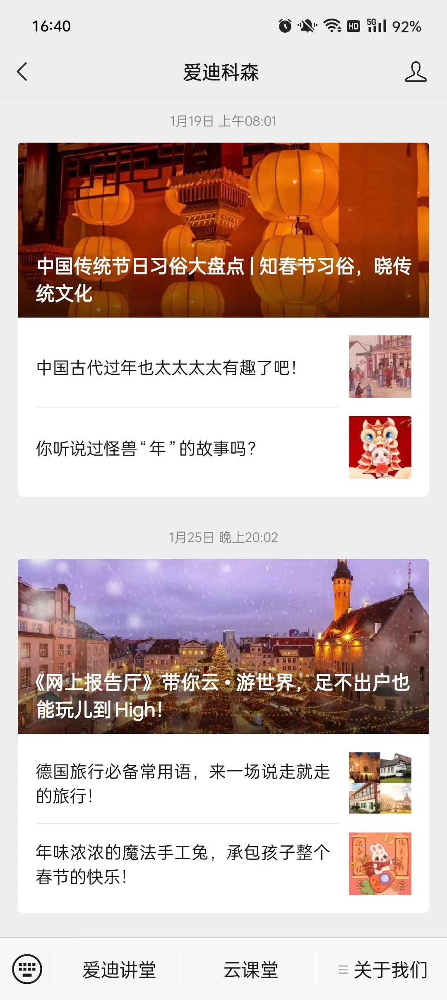 16:40
HD
5G
92%
爱迪科森
1月19日 上午08:01
中国传统节日习俗大盘点 | 知春节习俗，晓传
统文化
中国古代过年也太太太太有趣了吧！
你听说过怪兽“年”的故事吗？
1月25日 晚上20:02
《网上报告厅》带你云•游世界，足不出户也
能玩儿到 High！
德国旅行必备常用语，来一场说走就走
的旅行！
年味浓浓的魔法手工兔，承包孩子整个
春节的快乐！
爱迪讲堂
云课堂
关于我们